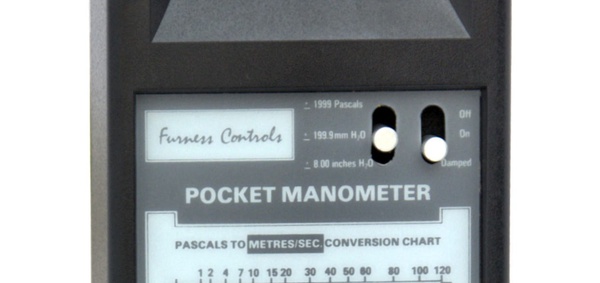 ± 1999 Pascals
Off
Furness Controls
± 199.9mm H₂O
On
± 8.00 inches H₂O
Damped
POCKET MANOMETER
PASCALS TO METRES/SEC. CONVERSION CHART
1 2 4 7 10 15 20 30 40 50 60 80 100 120